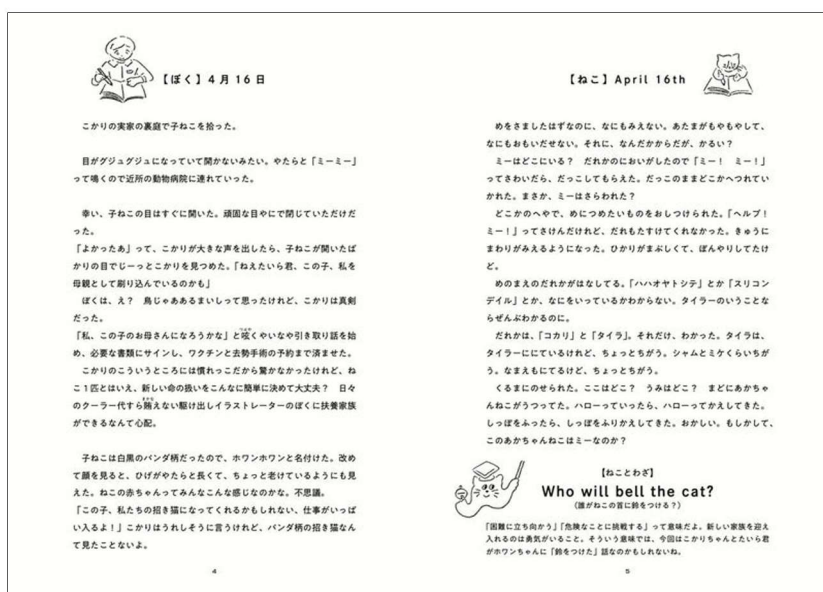 【ぼく】4月16日
こかりの実家の裏庭で子ねこを拾った。
目がグジュグジュになっていて開かないみたい。やたらと「ミーミー」
って鳴くので近所の動物病院に連れていった。
幸い、子ねこの目はすぐに開いた。頑固な目やにで閉じていただけだ
った。
「よかったあ」って、こかりが大きな声を出したら、子ねこが開いたば
かりの目でじーっとこかりを見つめた。「ねえたいら君、この子、私を
母親として刷り込んでいるのかも」
ぼくは、え？ 鳥じゃああるまいしって思ったけれど、こかりは真剣
だった。
「私、この子のお母さんになろうかな」と呟くやいなや引き取り話を始
め、必要な書類にサインし、ワクチンと去勢手術の予約まで済ませた。
こかりのこういうところには慣れっこだから驚かなかったけれど、ね
こ1匹とはいえ、新しい命の扱いをこんなに簡単に決めて大丈夫？ 日々
のクーラー代すら賄えない駆け出しイラストレーターのぼくに扶養家族
ができるなんて心配。
子ねこは白黒のパンダ柄だったので、ホワンホワンと名付けた。改め
て顔を見ると、ひげがやたらと長くて、ちょっと老けているようにも見
えた。ねこの赤ちゃんってみんなこんな感じなのかな。不思議。
「この子、私たちの招き猫になってくれるかもしれない、仕事がいっぱ
い入るよ！」こかりはうれしそうに言うけれど、パンダ柄の招き猫なん
て見たことないよ。
4
【ねこ】April 16th
めをさましたはずなのに、なにもみえない。あたまがもやもやして、
なにもおもいだせない。それに、なんだかからだが、かるい？
ミーはどこにいる？ だれかのにおいがしたので「ミー！ ミー！」
ってさわいだら、だっこしてもらえた。だっこのままどこかへつれてい
かれた。まさか、ミーはさらわれた？
どこかのへやで、めにつめたいものをおしつけられた。「ヘルプ！
ミー！」ってさけんだけれど、だれもたすけてくれなかった。きゅうに
まわりがみえるようになった。ひかりがまぶしくて、ぼんやりしてたけ
ど。
めのまえのだれかがはなしてる。「ハハオヤトシテ」とか「スリコン
デイル」とか、なにをいっているかわからない。タイラーのいうことな
らぜんぶわかるのに。
だれかは、「コカリ」と「タイラ」。それだけ、わかった。タイラは、
タイラーににているけれど、ちょっとちがう。シャムとミケくらいちが
う。なまえもにてるけど、ちょっとちがう。
くるまにのせられた。ここはどこ？ うみはどこ？ まどにあかちゃ
んねこがうつってた。ハローっていったら、ハローってかえしてきた。
しっぽをふったら、しっぽをふりかえしてきた。おかしい。もしかして、
このあかちゃんねこはミーなのか？
【ねことわざ】
Who will bell the cat?
（誰がねこの首に鈴をつける？）
「困難に立ち向かう」「危険なことに挑戦する」って意味だよ。新しい家族を迎え
入れるのは勇気がいること。そういう意味では、今回はこかりちゃんとたいら君
がホワンちゃんに「鈴をつけた」話なのかもしれないね。
5